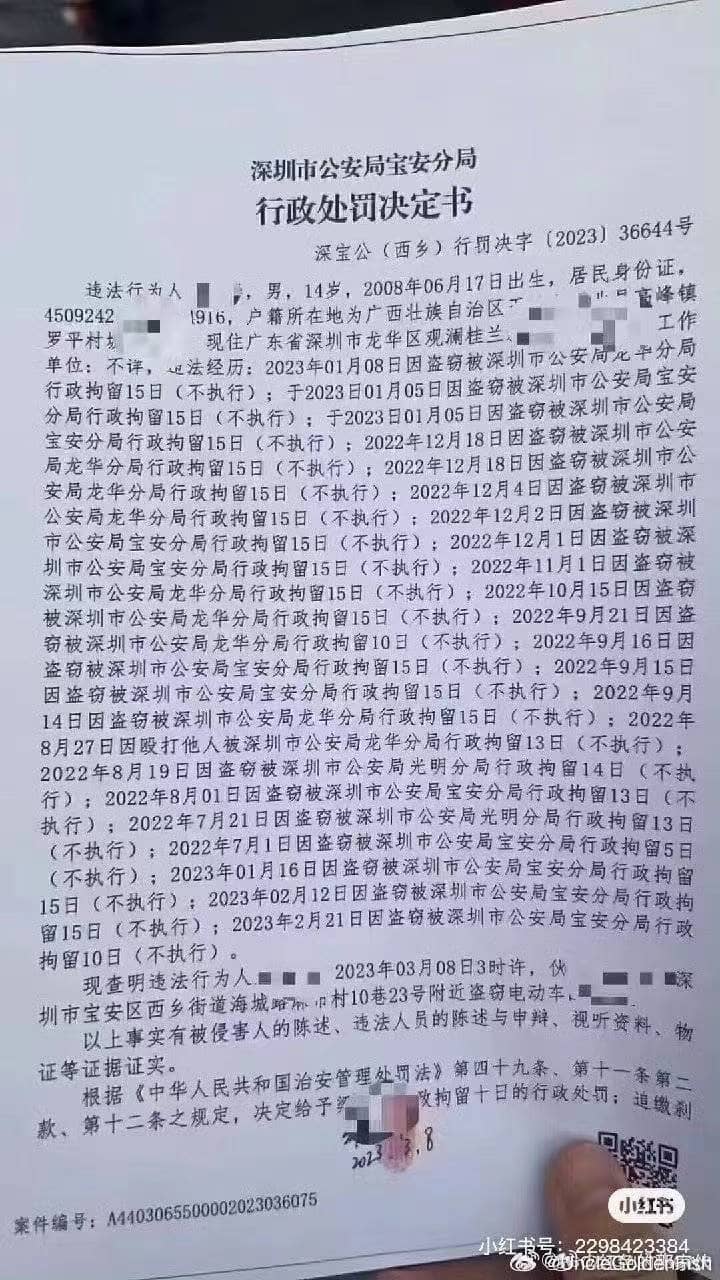 深圳市公安局宝安分局
行政处罚决定书
深宝公（西乡）行罚决字〔2023〕36644号
违法行为人 ，男，14岁，2008年06月17日出生，居民身份证，
4509242 1916，户籍所在地为广西壮族自治区 高峰镇
罗平村 现住广东省深圳市龙华区观澜桂兰 工作
单位：不详，违法经历：2023年01月08日因盗窃被深圳市公安局龙华分局
行政拘留15日（不执行）；于2023日01月05日因盗窃被深圳市公安局宝安
分局行政拘留15日（不执行）；于2023日01月05日因盗窃被深圳市公安局
宝安分局行政拘留15日（不执行）；2022年12月18日因盗窃被深圳市公安
局龙华分局行政拘留15日（不执行）；2022年12月18日因盗窃被深圳市公
安局龙华分局行政拘留15日（不执行）；2022年12月4日因盗窃被深圳市
公安局龙华分局行政拘留15日（不执行）；2022年12月2日因盗窃被深圳
市公安局宝安分局行政拘留15日（不执行）；2022年12月1日因盗窃被深
圳市公安局宝安分局行政拘留15日（不执行）；2022年11月1日因盗窃被
深圳市公安局龙华分局行政拘留15日（不执行）；2022年10月15日因盗窃
被深圳市公安局龙华分局行政拘留15日（不执行）；2022年9月21日因盗
窃被深圳市公安局龙华分局行政拘留10日（不执行）；2022年9月16日因
盗窃被深圳市公安局宝安分局行政拘留15日（不执行）；2022年9月15日
因盗窃被深圳市公安局宝安分局行政拘留15日（不执行）；2022年9月
14日因盗窃被深圳市公安局龙华分局行政拘留15日（不执行）；2022年
8月27日因殴打他人被深圳市公安局龙华分局行政拘留13日（不执行）；
2022年8月19日因盗窃被深圳市公安局光明分局行政拘留14日（不执
行）；2022年8月01日因盗窃被深圳市公安局宝安分局行政拘留13日（不
执行）；2022年7月21日因盗窃被深圳市公安局光明分局行政拘留13日
（不执行）；2022年7月1日因盗窃被深圳市公安局宝安分局行政拘留5日
（不执行）；2023年01月16日因盗窃被深圳市公安局宝安分局行政拘留
15日（不执行）；2023年02月12日因盗窃被深圳市公安局宝安分局行政拘
留15日（不执行）；2023年2月21日因盗窃被深圳市公安局宝安分局行政
拘留10日（不执行）。
现查明违法行为人 2023年03月08日3时许，伙 深
圳市宝安区西乡街道海城路 村10巷23号附近盗窃电动车
以上事实有被侵害人的陈述、违法人员的陈述与申辩、视听资料、物
证等证据证实。
根据《中华人民共和国治安管理处罚法》第四十九条、第十一条第二
款、第十二条之规定，决定给予 政拘留十日的行政处罚；追缴剩
2023.3.8
案件编号：A4403065500002023036075
小红书
小红书号：2298423384
@UncleGoldenfish